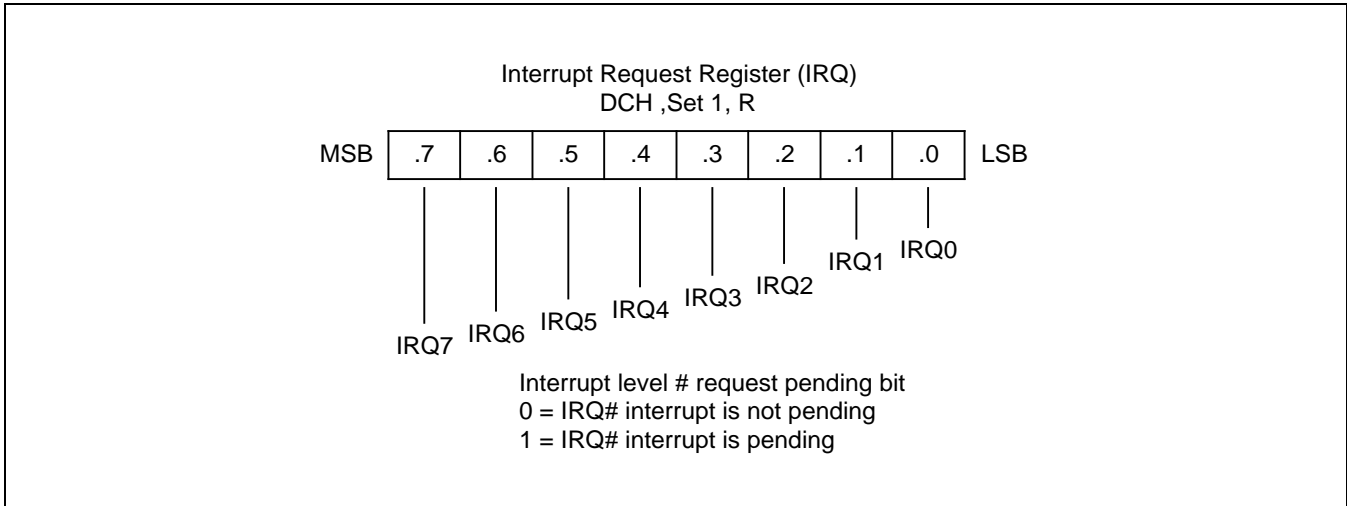 Interrupt Request Register (IRQ)
DCH ,Set 1, R
MSB .7 .6 .5 .4 .3 .2 .1 .0 LSB
IRQ7 IRQ6 IRQ5 IRQ4 IRQ3 IRQ2 IRQ1 IRQ0
Interrupt level # request pending bit
0 = IRQ# interrupt is not pending
1 = IRQ# interrupt is pending